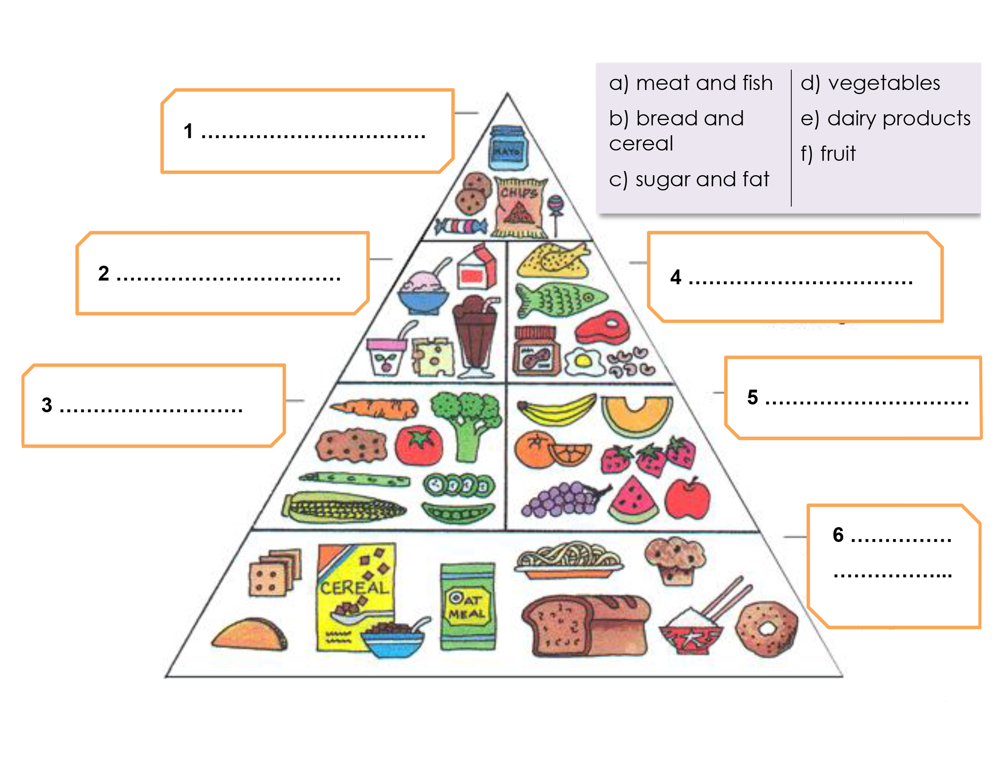 a) meat and fish
b) bread and
cereal
c) sugar and fat
d) vegetables
e) dairy products
f) fruit
1 .................................
MAYO
CHIPS
2 .................................
4 .................................
3 ...........................
5 ..............................
6 ...............
..................
CEREAL
OAT
MEAL